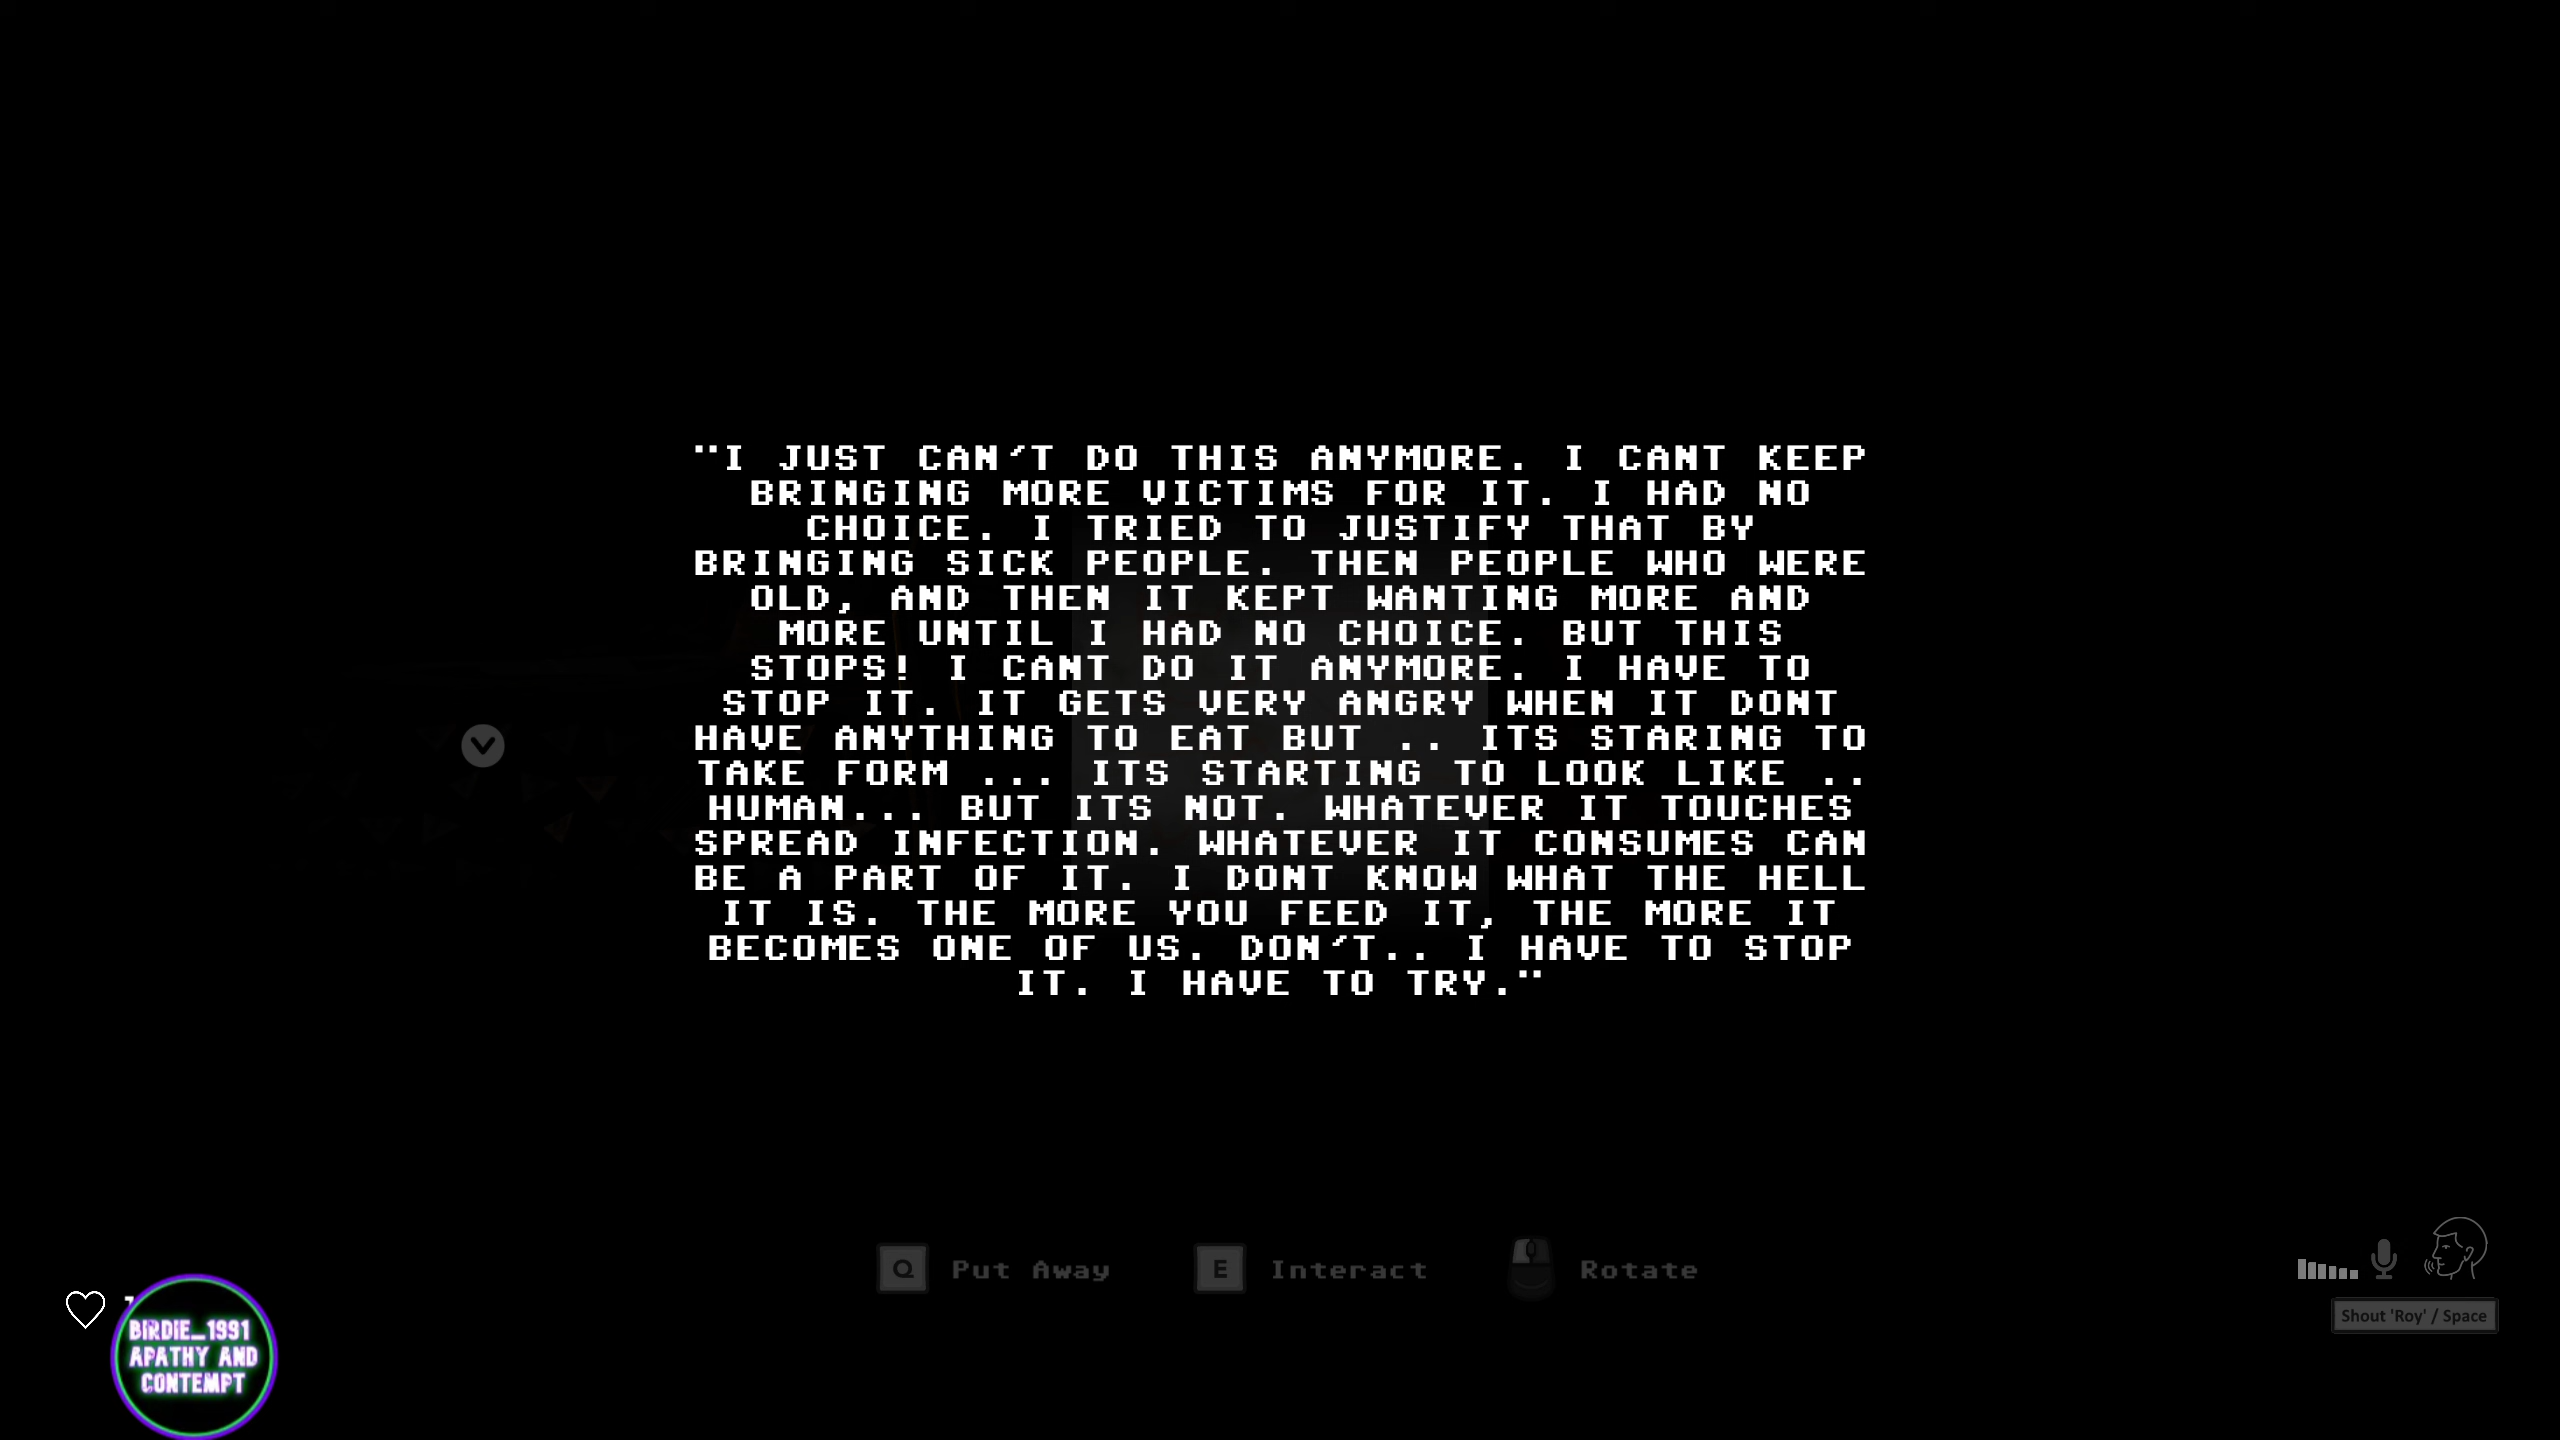 "I JUST CAN'T DO THIS ANYMORE. I CANT KEEP
BRINGING MORE VICTIMS FOR IT. I HAD NO
CHOICE. I TRIED TO JUSTIFY THAT BY
BRINGING SICK PEOPLE. THEN PEOPLE WHO WERE
OLD, AND THEN IT KEPT WANTING MORE AND
MORE UNTIL I HAD NO CHOICE. BUT THIS
STOPS! I CANT DO IT ANYMORE. I HAVE TO
STOP IT. IT GETS VERY ANGRY WHEN IT DONT
HAVE ANYTHING TO EAT BUT .. ITS STARING TO
TAKE FORM ... ITS STARTING TO LOOK LIKE ..
HUMAN... BUT ITS NOT. WHATEVER IT TOUCHES
SPREAD INFECTION. WHATEVER IT CONSUMES CAN
BE A PART OF IT. I DONT KNOW WHAT THE HELL
IT IS. THE MORE YOU FEED IT, THE MORE IT
BECOMES ONE OF US. DON'T.. I HAVE TO STOP
IT. I HAVE TO TRY."
Q Put Away E Interact Rotate
Shout 'Roy' / Space
BIRDIE_1991
APATHY AND
CONTEMPT